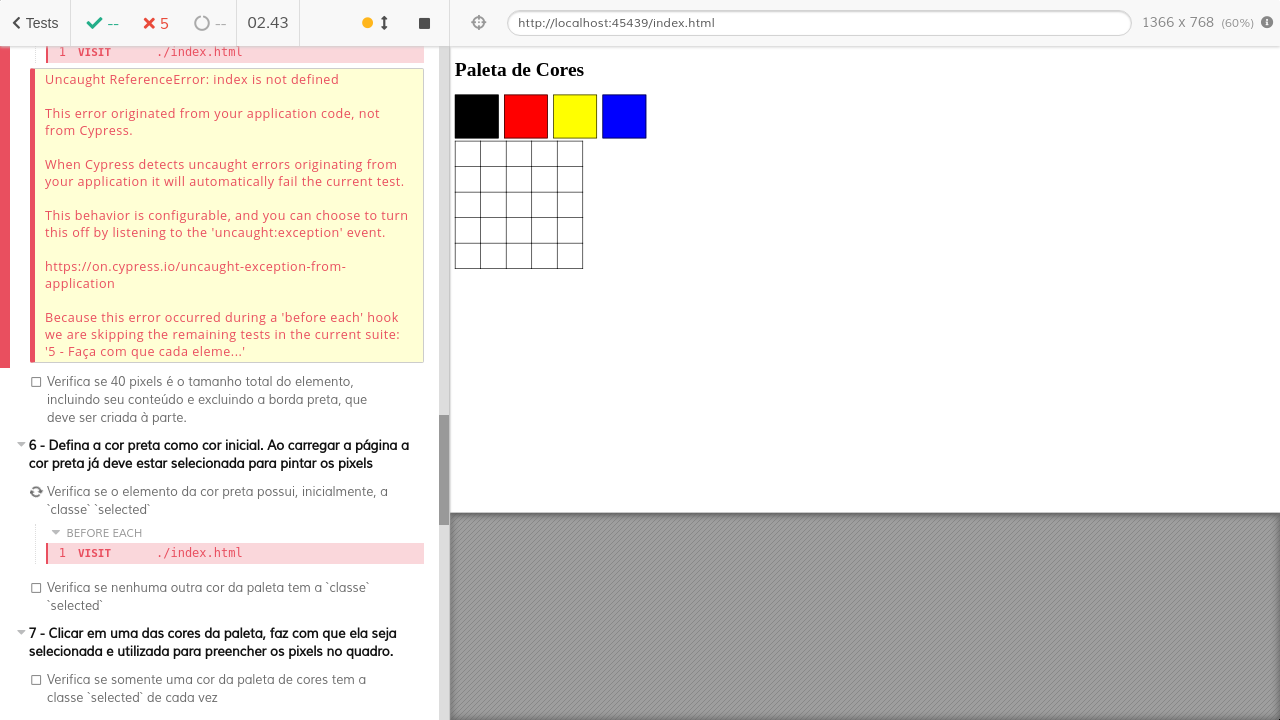 Tests
--
5
--
02.43
http://localhost:45439/index.html
1366 x 768 (60%)
1 VISIT ./index.html
Uncaught ReferenceError: index is not defined
This error originated from your application code, not
from Cypress.
When Cypress detects uncaught errors originating from
your application it will automatically fail the current test.
This behavior is configurable, and you can choose to turn
this off by listening to the 'uncaught:exception' event.
https://on.cypress.io/uncaught-exception-from-
application
Because this error occurred during a 'before each' hook
we are skipping the remaining tests in the current suite:
'5 - Faça com que cada eleme...'
Verifica se 40 pixels é o tamanho total do elemento,
incluindo seu conteúdo e excluindo a borda preta, que
deve ser criada à parte.
6 - Defina a cor preta como cor inicial. Ao carregar a página a
cor preta já deve estar selecionada para pintar os pixels
Verifica se o elemento da cor preta possui, inicialmente, a
`classe` `selected`
BEFORE EACH
1 VISIT ./index.html
Verifica se nenhuma outra cor da paleta tem a `classe`
`selected`
7 - Clicar em uma das cores da paleta, faz com que ela seja
selecionada e utilizada para preencher os pixels no quadro.
Verifica se somente uma cor da paleta de cores tem a
classe `selected` de cada vez
Paleta de Cores